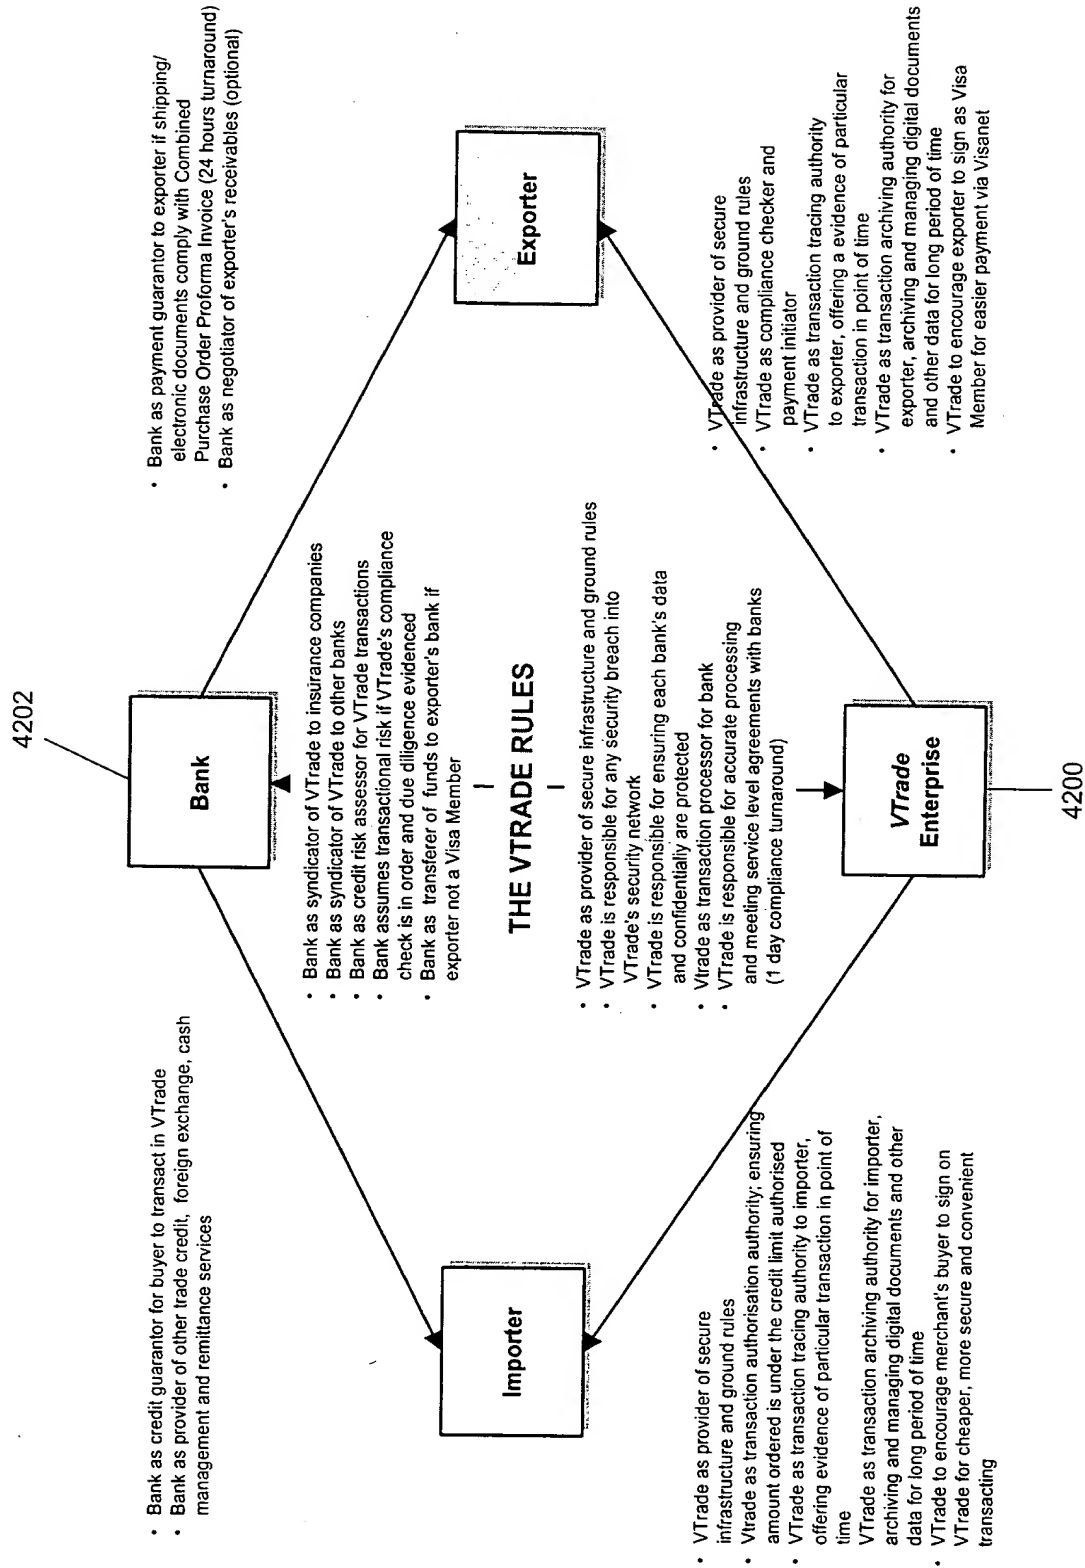 4202
• Bank as credit guarantor for buyer to transact in VTrade
• Bank as provider of other trade credit, foreign exchange, cash
management and remittance services
Bank
• Bank as payment guarantor to exporter if shipping/
electronic documents comply with Combined
Purchase Order Proforma Invoice (24 hours turnaround)
• Bank as negotiator of exporter's receivables (optional)
• Bank as syndicator of VTrade to insurance companies
• Bank as syndicator of VTrade to other banks
• Bank as credit risk assessor for VTrade transactions
• Bank assumes transactional risk if VTrade's compliance
check is in order and due diligence evidenced
• Bank as transferer of funds to exporter's bank if
exporter not a Visa Member
Importer
THE VTRADE RULES
Exporter
• VTrade as provider of secure infrastructure and ground rules
• VTrade is responsible for any security breach into
VTrade's security network
• VTrade is responsible for ensuring each bank's data
and confidentially are protected
• Vtrade as transaction processor for bank
• VTrade is responsible for accurate processing
and meeting service level agreements with banks
(1 day compliance turnaround)
• VTrade as provider of secure
infrastructure and ground rules
• Vtrade as transaction authorisation authority; ensuring
amount ordered is under the credit limit authorised
• VTrade as transaction tracing authority to importer,
offering evidence of particular transaction in point of
time
VTrade as transaction archiving authority for importer,
archiving and managing digital documents and other
data for long period of time
• VTrade to encourage merchant's buyer to sign on
VTrade for cheaper, more secure and convenient
transacting
VTrade
Enterprise
4200
• VTrade as provider of secure
infrastructure and ground rules
• VTrade as compliance checker and
payment initiator
• VTrade as transaction tracing authority
to exporter, offering a evidence of particular
transaction in point of time
• VTrade as transaction archiving authority for
exporter, archiving and managing digital documents
and other data for long period of time
• VTrade to encourage exporter to sign as Visa
Member for easier payment via Visanet